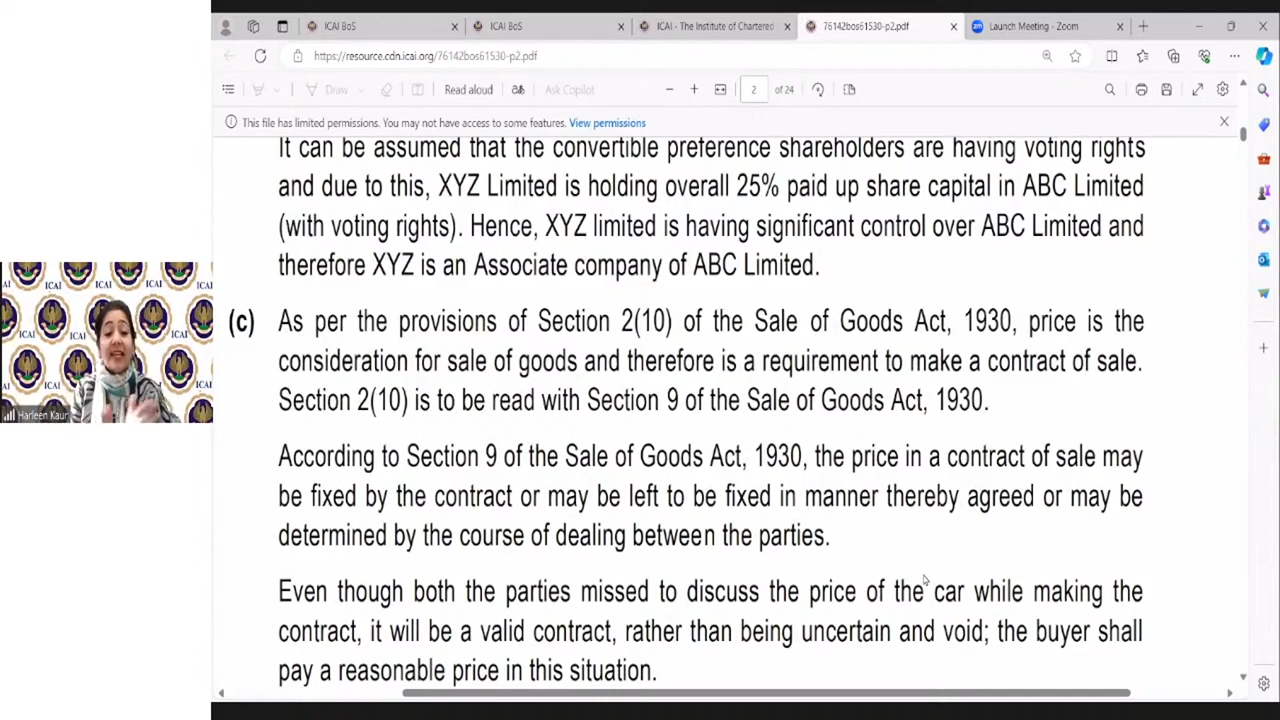 ICAI BoS
ICAI BoS
ICAI - The Institute of Chartered
76142bos61530-p2.pdf
Launch Meeting - Zoom
https://resource.cdn.icai.org/76142bos61530-p2.pdf
Draw
Read aloud
Ask Copilot
2 of 24
This file has limited permissions. You may not have access to some features. View permissions
It can be assumed that the convertible preference shareholders are having voting rights
and due to this, XYZ Limited is holding overall 25% paid up share capital in ABC Limited
(with voting rights). Hence, XYZ limited is having significant control over ABC Limited and
therefore XYZ is an Associate company of ABC Limited.
(c) As per the provisions of Section 2(10) of the Sale of Goods Act, 1930, price is the
consideration for sale of goods and therefore is a requirement to make a contract of sale.
Section 2(10) is to be read with Section 9 of the Sale of Goods Act, 1930.
According to Section 9 of the Sale of Goods Act, 1930, the price in a contract of sale may
be fixed by the contract or may be left to be fixed in manner thereby agreed or may be
determined by the course of dealing between the parties.
Even though both the parties missed to discuss the price of the car while making the
contract, it will be a valid contract, rather than being uncertain and void; the buyer shall
pay a reasonable price in this situation.
ICAI
ICAI
ICAI
Harleen Kaur